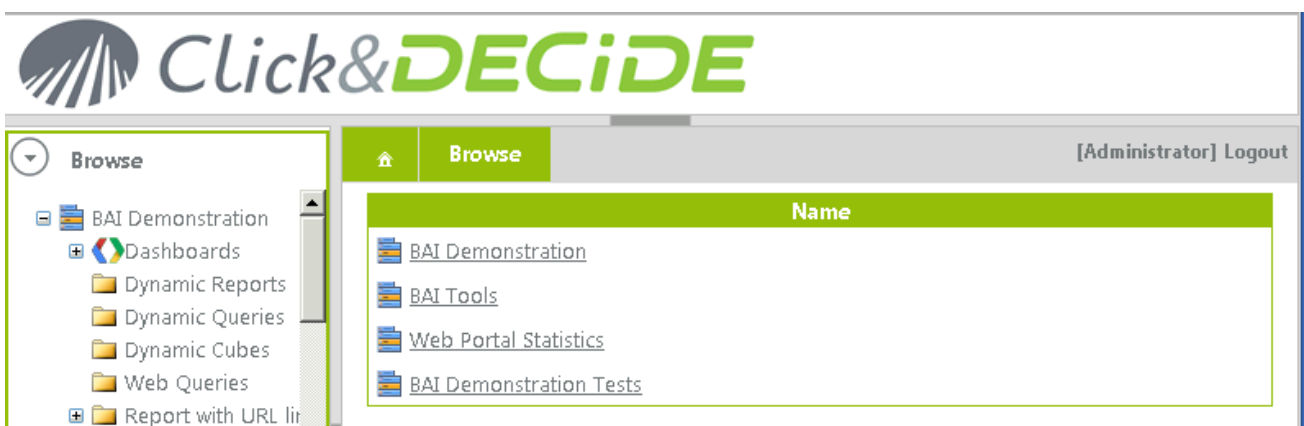 Click&DECiDE
Browse
Browse
[Administrator] Logout
BAI Demonstration
Dashboards
Dynamic Reports
Dynamic Queries
Dynamic Cubes
Web Queries
Report with URL
Name
BAI Demonstration
BAI Tools
Web Portal Statistics
BAI Demonstration Tests